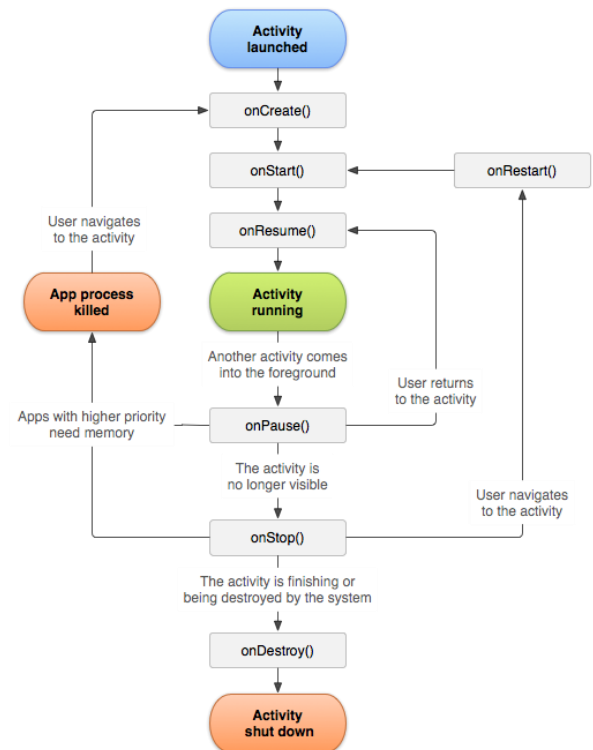 Activity
launched
onCreate()
onStart()
onRestart()
onResume()
User navigates
to the activity
App process
killed
Activity
running
Another activity comes
into the foreground
User returns
to the activity
Apps with higher priority
need memory
onPause()
The activity is
no longer visible
User navigates
to the activity
onStop()
The activity is finishing or
being destroyed by the system
onDestroy()
Activity
shut down